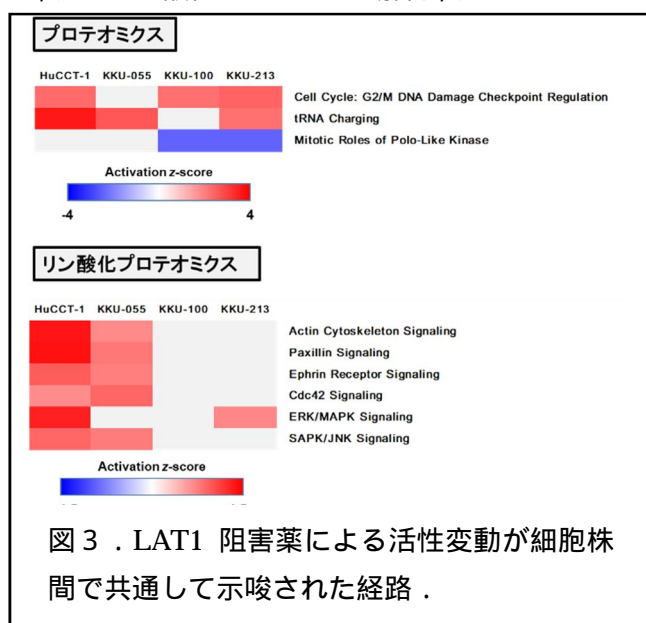 プロテオミクス
HuCCT-1 KKU-055 KKU-100 KKU-213
Cell Cycle: G2/M DNA Damage Checkpoint Regulation
tRNA Charging
Mitotic Roles of Polo-Like Kinase
Activation z-score
-4 4
リン酸化プロテオミクス
HuCCT-1 KKU-055 KKU-100 KKU-213
Actin Cytoskeleton Signaling
Paxillin Signaling
Ephrin Receptor Signaling
Cdc42 Signaling
ERK/MAPK Signaling
SAPK/JNK Signaling
Activation z-score
図３．LAT1 阻害薬による活性変動が細胞株
間で共通して示唆された経路．